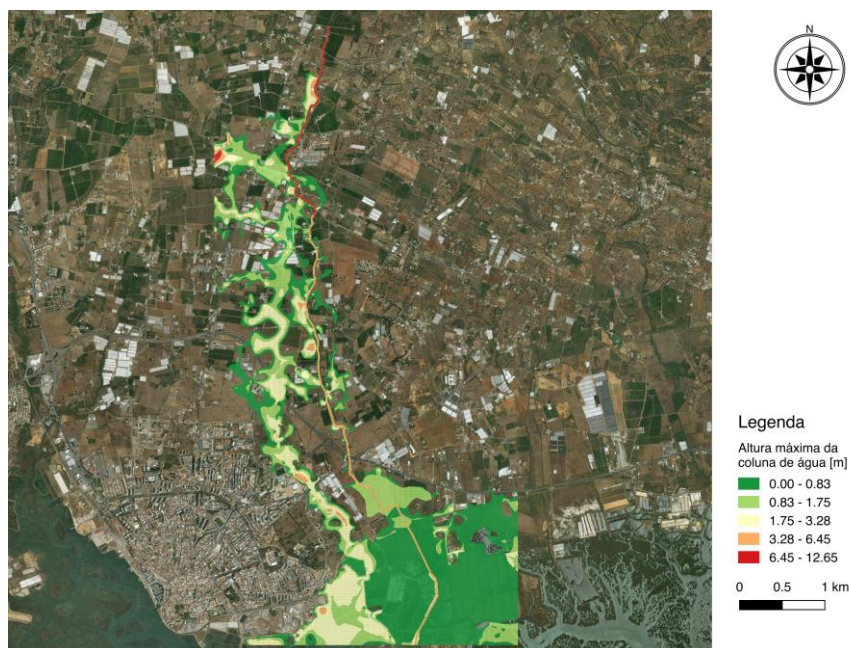 N
Legenda
Altura máxima da
coluna de água [m]
0.00 - 0.83
0.83 - 1.75
1.75 - 3.28
3.28 - 6.45
6.45 - 12.65
0 0.5 1 km